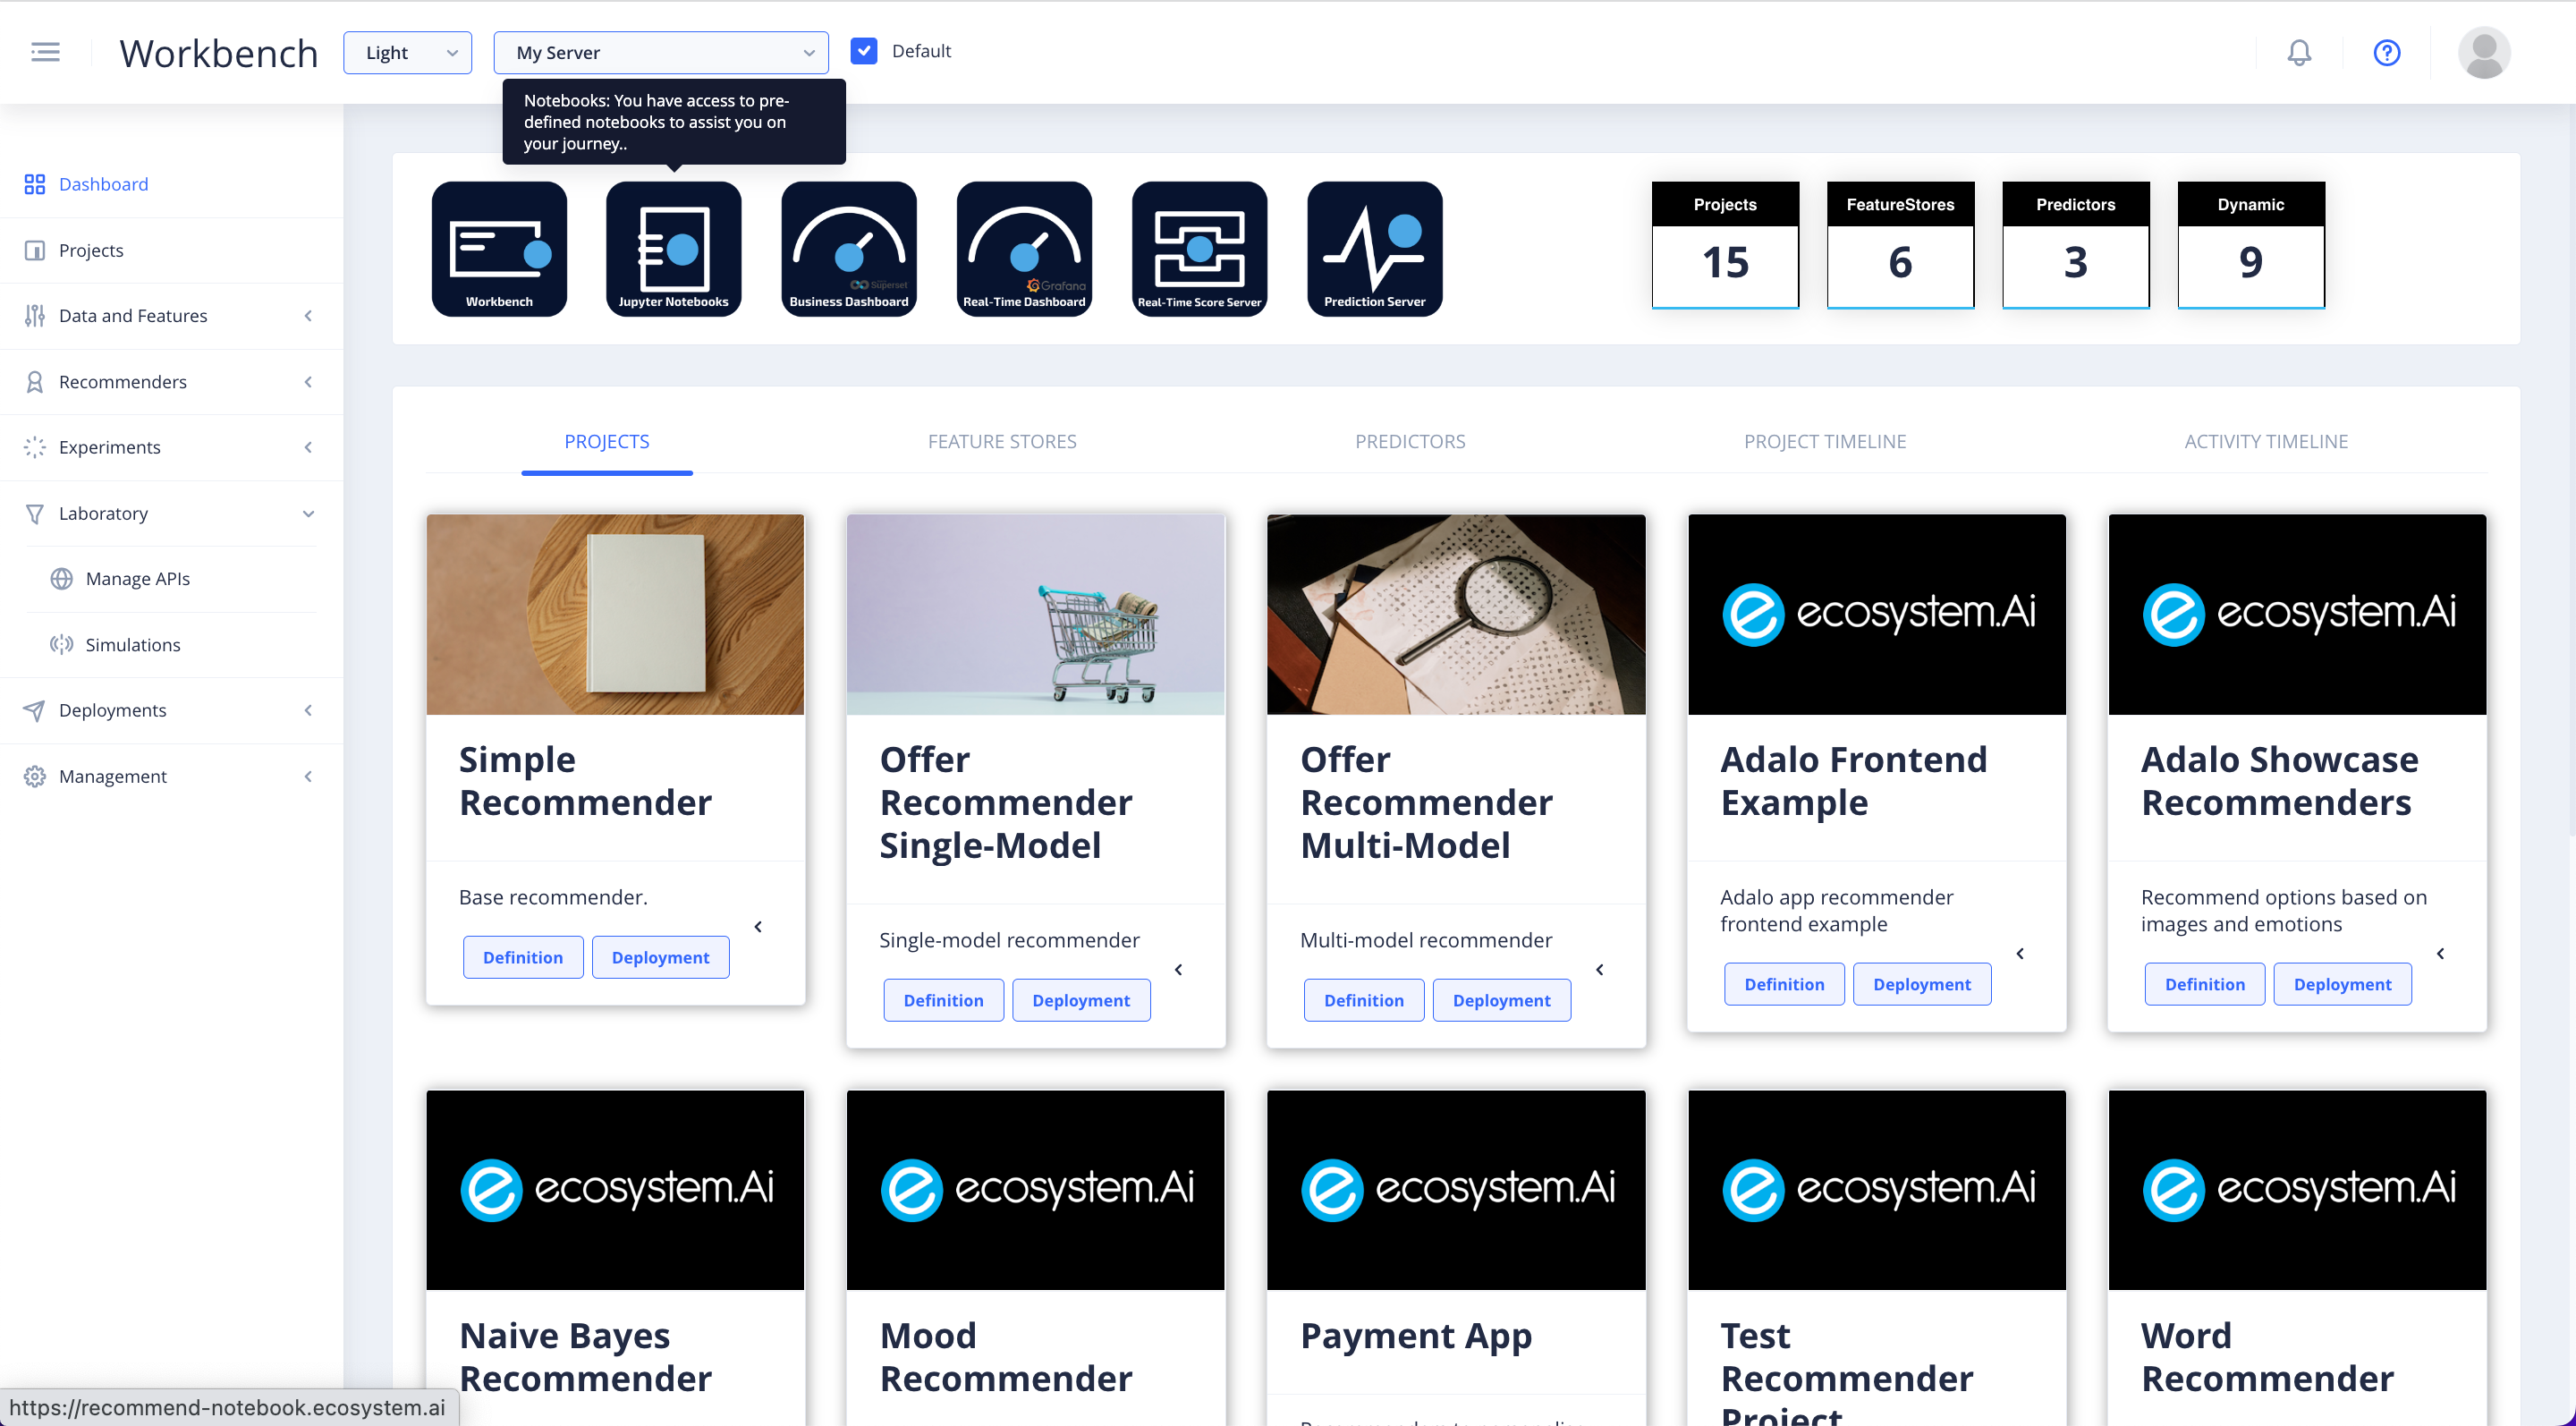 Workbench
Light
My Server
Default
Notebooks: You have access to pre-
defined notebooks to assist you on
your journey..
Dashboard
Projects
Data and Features
Recommenders
Experiments
Laboratory
Manage APIs
Simulations
Deployments
Management
Workbench
Jupyter Notebooks
Superset
Business Dashboard
Grafana
Real-Time Dashboard
Real-Time Score Server
Prediction Server
Projects
15
FeatureStores
6
Predictors
3
Dynamic
9
PROJECTS
FEATURE STORES
PREDICTORS
PROJECT TIMELINE
ACTIVITY TIMELINE
Simple
Recommender
Base recommender.
Definition
Deployment
Offer
Recommender
Single-Model
Single-model recommender
Definition
Deployment
Offer
Recommender
Multi-Model
Multi-model recommender
Definition
Deployment
ecosystem.Ai
Adalo Frontend
Example
Adalo app recommender
frontend example
Definition
Deployment
ecosystem.Ai
Adalo Showcase
Recommenders
Recommend options based on
images and emotions
Definition
Deployment
ecosystem.Ai
Naive Bayes
Recommender
ecosystem.Ai
Mood
Recommender
ecosystem.Ai
Payment App
ecosystem.Ai
Test
Recommender
Project
ecosystem.Ai
Word
Recommender
https://recommend-notebook.ecosystem.ai